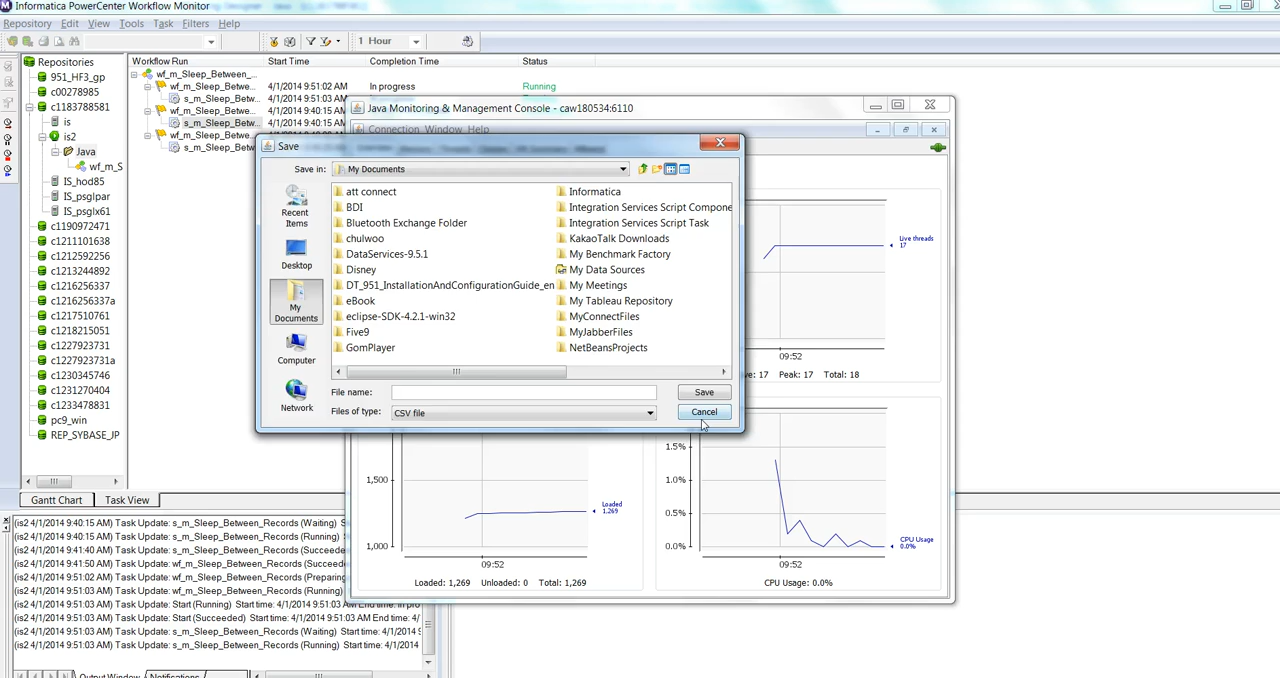 Informatica PowerCenter Workflow Monitor
Repository Edit View Tools Task Filters Help
1 Hour
Repositories
951_HF3_gp
c00278985
c1183788581
is
is2
Java
wf_m_S
IS_hod85
IS_psglpar
IS_psglx61
c1190972471
c1211101638
c1212592256
c1213244892
c1216256337
c1216256337a
c1217510761
c1218215051
c1227923731
c1227923731a
c1230345746
c1231270404
c1233478831
pc9_win
REP_SYBASE_JP
Workflow Run Start Time Completion Time Status
wf_m_Sleep_Between_...
wf_m_Sleep_Betwe... 4/1/2014 9:51:02 AM In progress Running
s_m_Sleep_Betw... 4/1/2014 9:51:03 AM
wf_m_Sleep_Betwe... 4/1/2014 9:40:15 AM
s_m_Sleep_Betw... 4/1/2014 9:40:15 AM
wf_m_Sleep_Betwe...
s_m_Sleep_Betw...
Java Monitoring & Management Console - caw180534:6110
Connection Window Help
Save
Save in: My Documents
Recent Items
Desktop
My Documents
Computer
Network
att connect
BDI
Bluetooth Exchange Folder
chulwoo
DataServices-9.5.1
Disney
DT_951_InstallationAndConfigurationGuide_en
eBook
eclipse-SDK-4.2.1-win32
Five9
GomPlayer
Informatica
Integration Services Script Compone
Integration Services Script Task
KakaoTalk Downloads
My Benchmark Factory
My Data Sources
My Meetings
My Tableau Repository
MyConnectFiles
MyJabberFiles
NetBeansProjects
File name: Save
Files of type: CSV file Cancel
Live threads
17
09:52
ve: 17 Peak: 17 Total: 18
1,500
1,000
Loaded
1.269
09:52
Loaded: 1,269 Unloaded: 0 Total: 1,269
1.5%
1.0%
0.5%
0.0%
CPU Usage
0.0%
09:52
CPU Usage: 0.0%
Gantt Chart Task View
(is2 4/1/2014 9:40:15 AM) Task Update: s_m_Sleep_Between_Records (Waiting) S
(is2 4/1/2014 9:40:15 AM) Task Update: s_m_Sleep_Between_Records (Running)
(is2 4/1/2014 9:41:40 AM) Task Update: s_m_Sleep_Between_Records (Succeede
(is2 4/1/2014 9:41:50 AM) Task Update: wf_m_Sleep_Between_Records (Succeed
(is2 4/1/2014 9:51:02 AM) Task Update: wf_m_Sleep_Between_Records (Preparing
(is2 4/1/2014 9:51:03 AM) Task Update: wf_m_Sleep_Between_Records (Running)
(is2 4/1/2014 9:51:03 AM) Task Update: Start (Running) Start time: 4/1/2014 9:51:03 AM End time: In pro
(is2 4/1/2014 9:51:03 AM) Task Update: Start (Succeeded) Start time: 4/1/2014 9:51:03 AM End time: 4/
(is2 4/1/2014 9:51:03 AM) Task Update: s_m_Sleep_Between_Records (Waiting) Start time: 4/1/2014 9
(is2 4/1/2014 9:51:03 AM) Task Update: s_m_Sleep_Between_Records (Running) Start time: 4/1/2014
Output Window Notifications